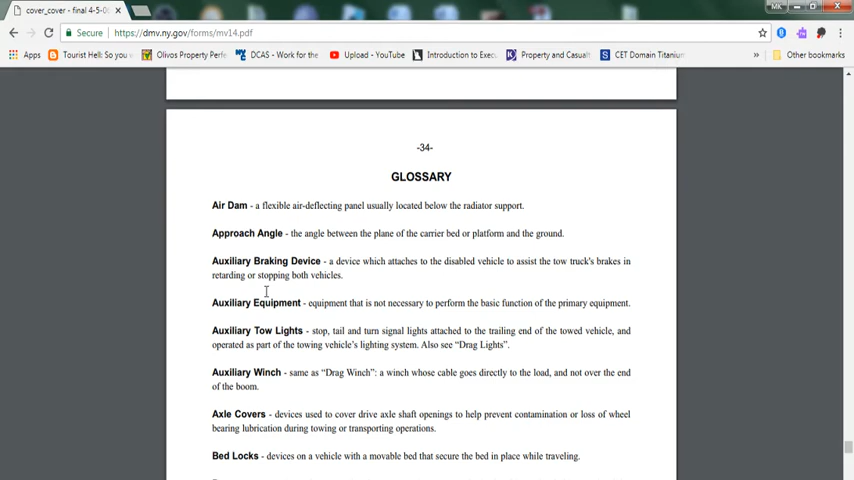 cover_cover - final 4-5-0
MK
Secure https://dmv.ny.gov/forms/mv14.pdf
Apps Tourist Hell: So you Olivos Property Perf DCAS - Work for the Upload - YouTube Introduction to Exec Property and Casualt CET Domain Titanium Other bookmarks
-34-
GLOSSARY
Air Dam - a flexible air-deflecting panel usually located below the radiator support.
Approach Angle - the angle between the plane of the carrier bed or platform and the ground.
Auxiliary Braking Device - a device which attaches to the disabled vehicle to assist the tow truck's brakes in
retarding or stopping both vehicles.
Auxiliary Equipment - equipment that is not necessary to perform the basic function of the primary equipment.
Auxiliary Tow Lights - stop, tail and turn signal lights attached to the trailing end of the towed vehicle, and
operated as part of the towing vehicle's lighting system. Also see “Drag Lights”.
Auxiliary Winch - same as “Drag Winch”: a winch whose cable goes directly to the load, and not over the end
of the boom.
Axle Covers - devices used to cover drive axle shaft openings to help prevent contamination or loss of wheel
bearing lubrication during towing or transporting operations.
Bed Locks - devices on a vehicle with a movable bed that secure the bed in place while traveling.